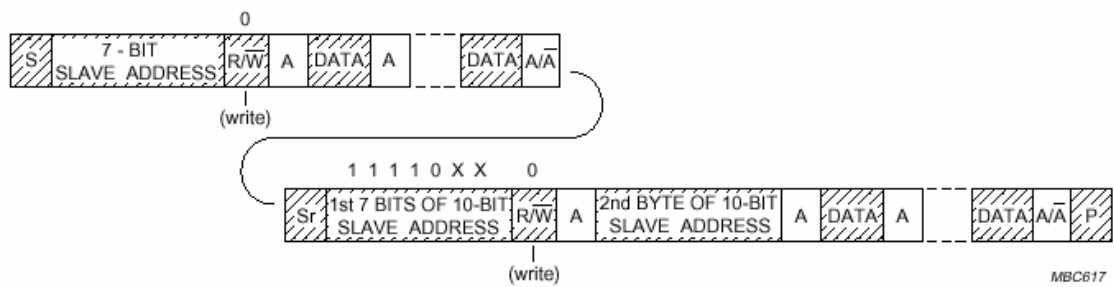 0
S 7 - BIT SLAVE ADDRESS R/W̅ A DATA A DATA A/A̅
(write)
1 1 1 1 0 X X 0
Sr 1st 7 BITS OF 10-BIT SLAVE ADDRESS R/W̅ A 2nd BYTE OF 10-BIT SLAVE ADDRESS A DATA A DATA A/A̅ P
(write)
MBC617